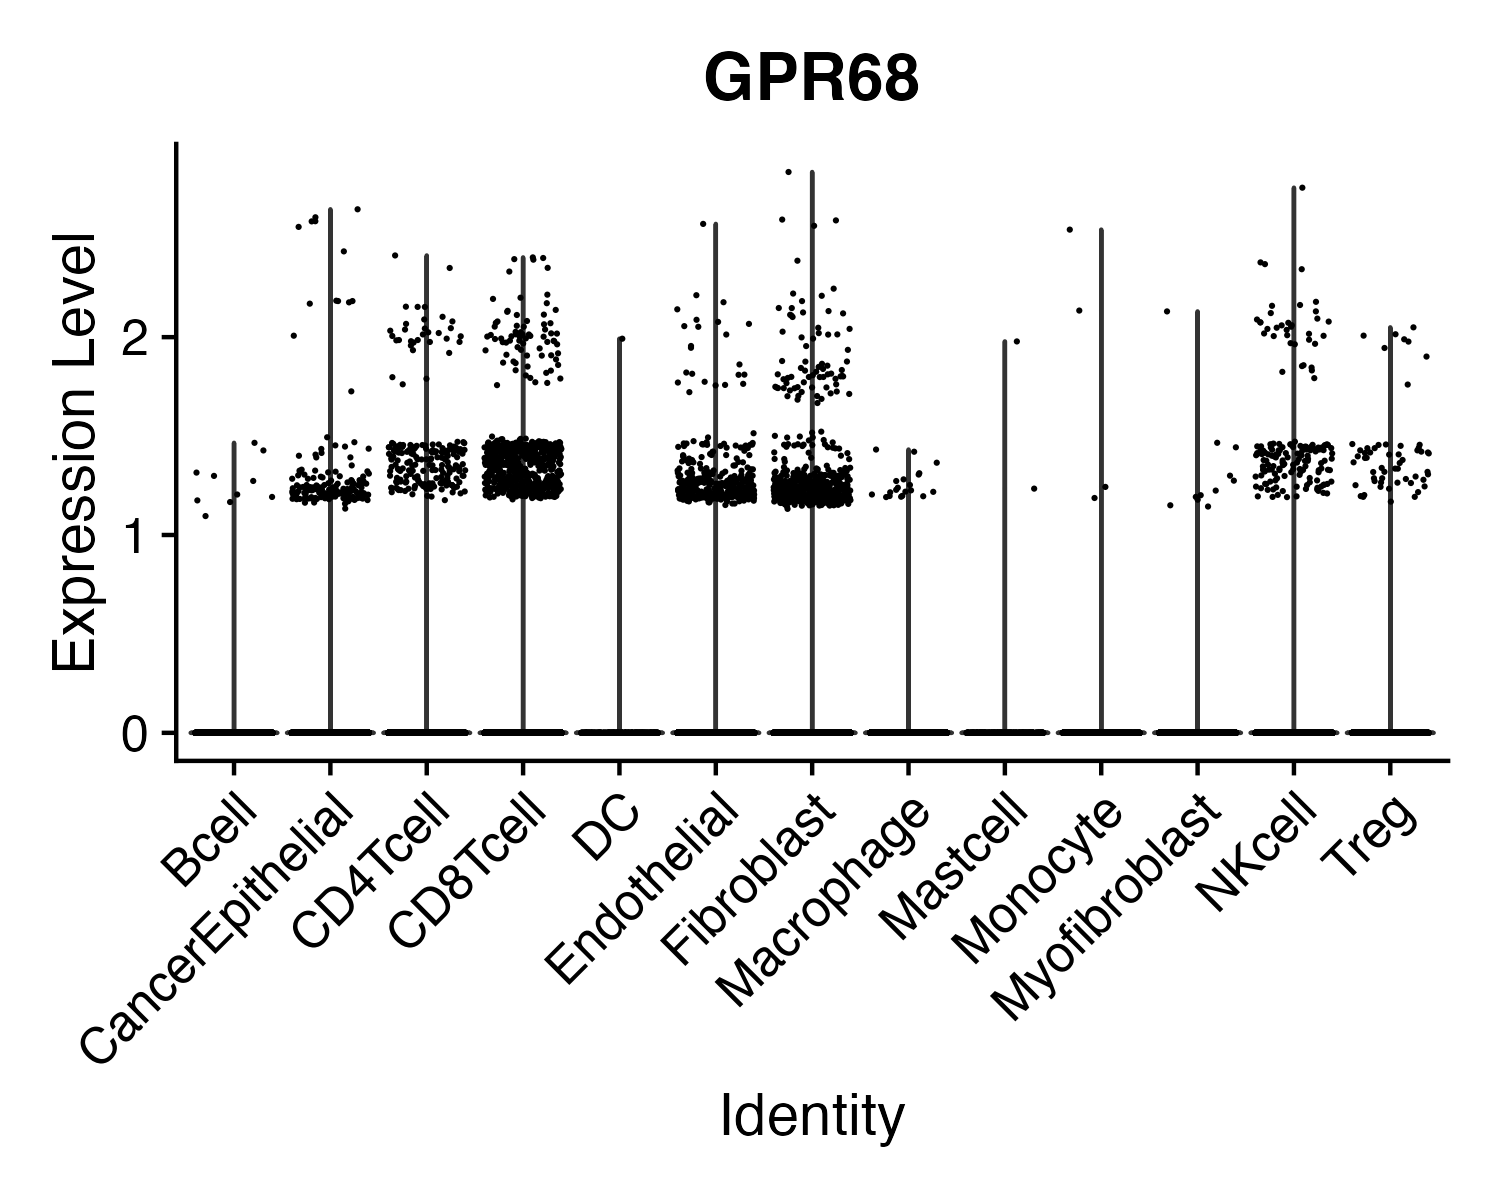 GPR68
Expression Level
2
1
0
Bcell
CancerEpithelial
CD4Tcell
CD8Tcell
DC
Endothelial
Fibroblast
Macrophage
Mastcell
Monocyte
Myofibroblast
NKcell
Treg
Identity